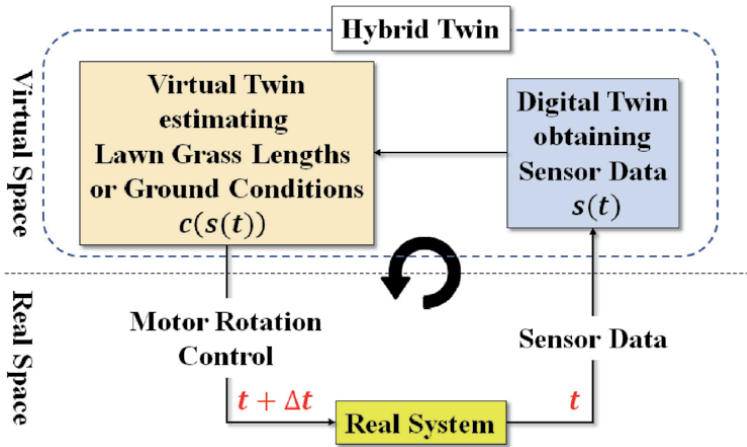 Hybrid Twin
Virtual Space
Virtual Twin
estimating
Lawn Grass Lengths
or Ground Conditions
c(s(t))
Digital Twin
obtaining
Sensor Data
s(t)
Real Space
Motor Rotation
Control
Sensor Data
t + Δt
Real System
t